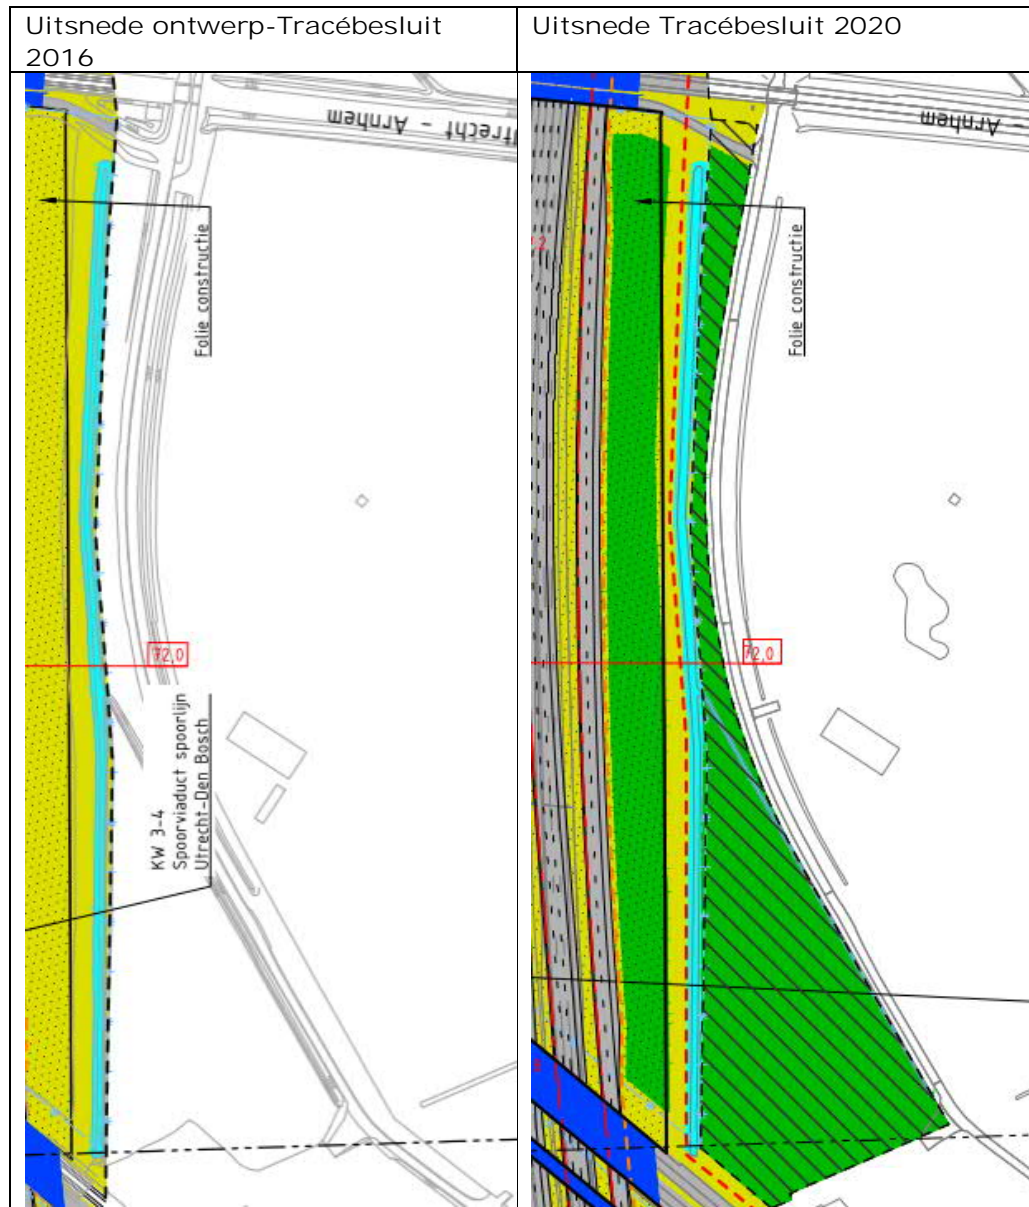 Uitsnede ontwerp-Tracébesluit
2016
Uitsnede Tracébesluit 2020
trecht - Arnhem
Folie constructie
72,0
KW 3-4
Spoorviaduct spoorlijn
Utrecht-Den Bosch
Arnhem
Folie constructie
72,0